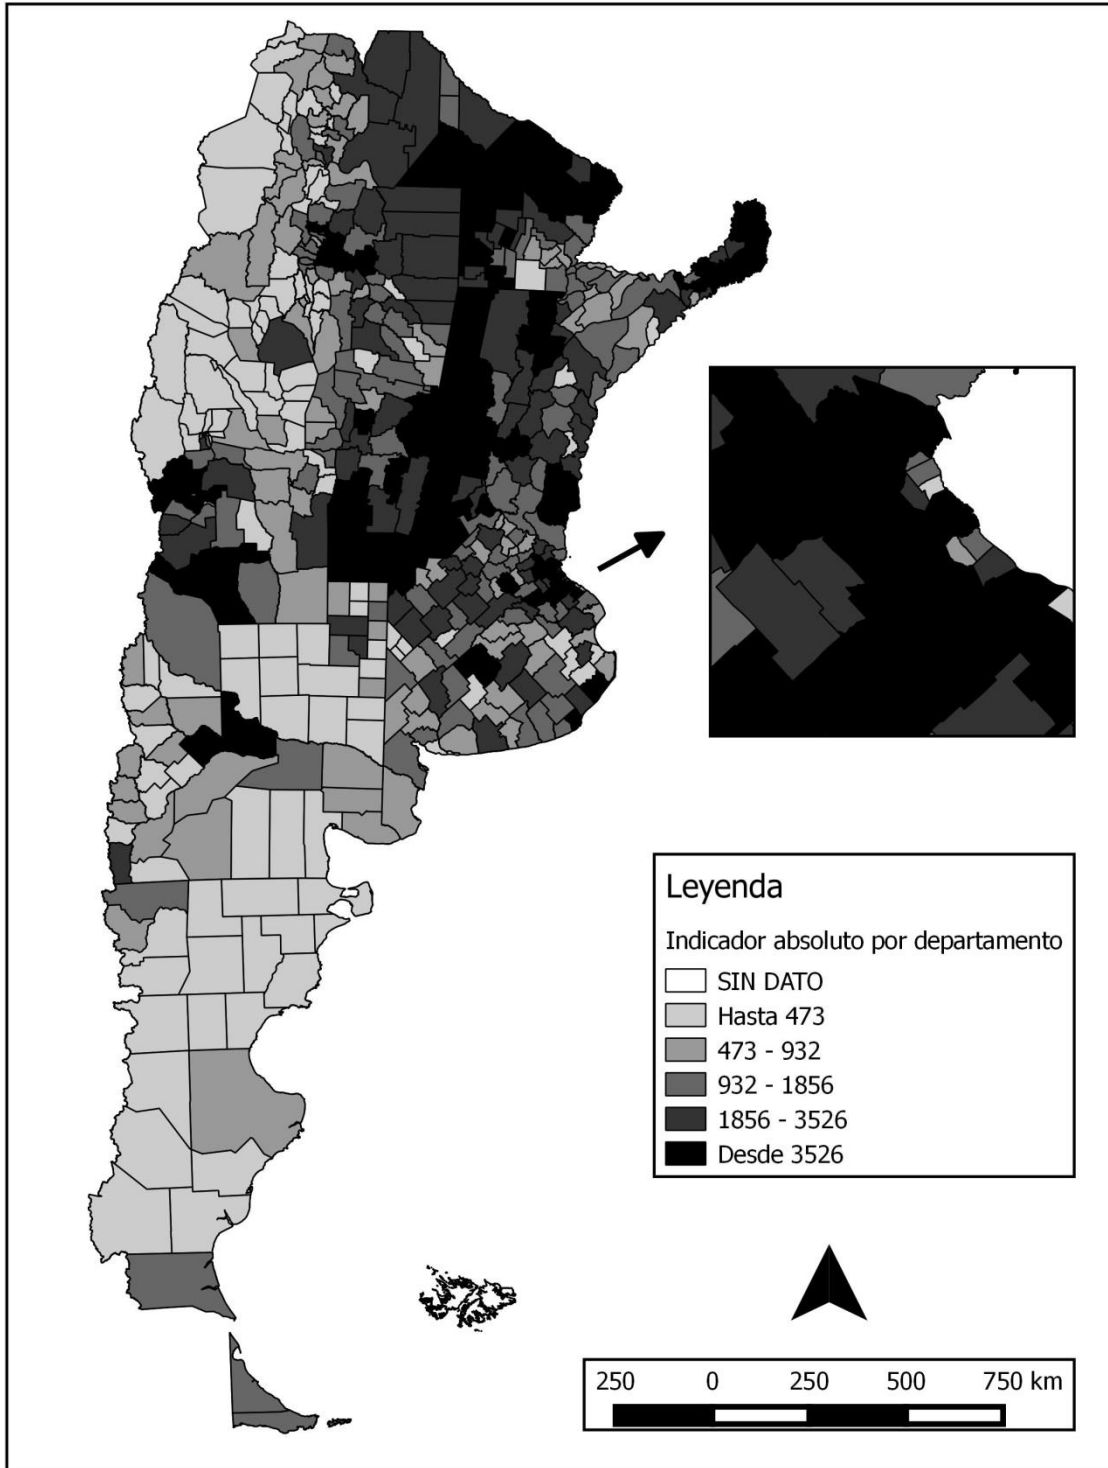 Leyenda
Indicador absoluto por departamento
SIN DATO
Hasta 473
473 - 932
932 - 1856
1856 - 3526
Desde 3526
250 0 250 500 750 km